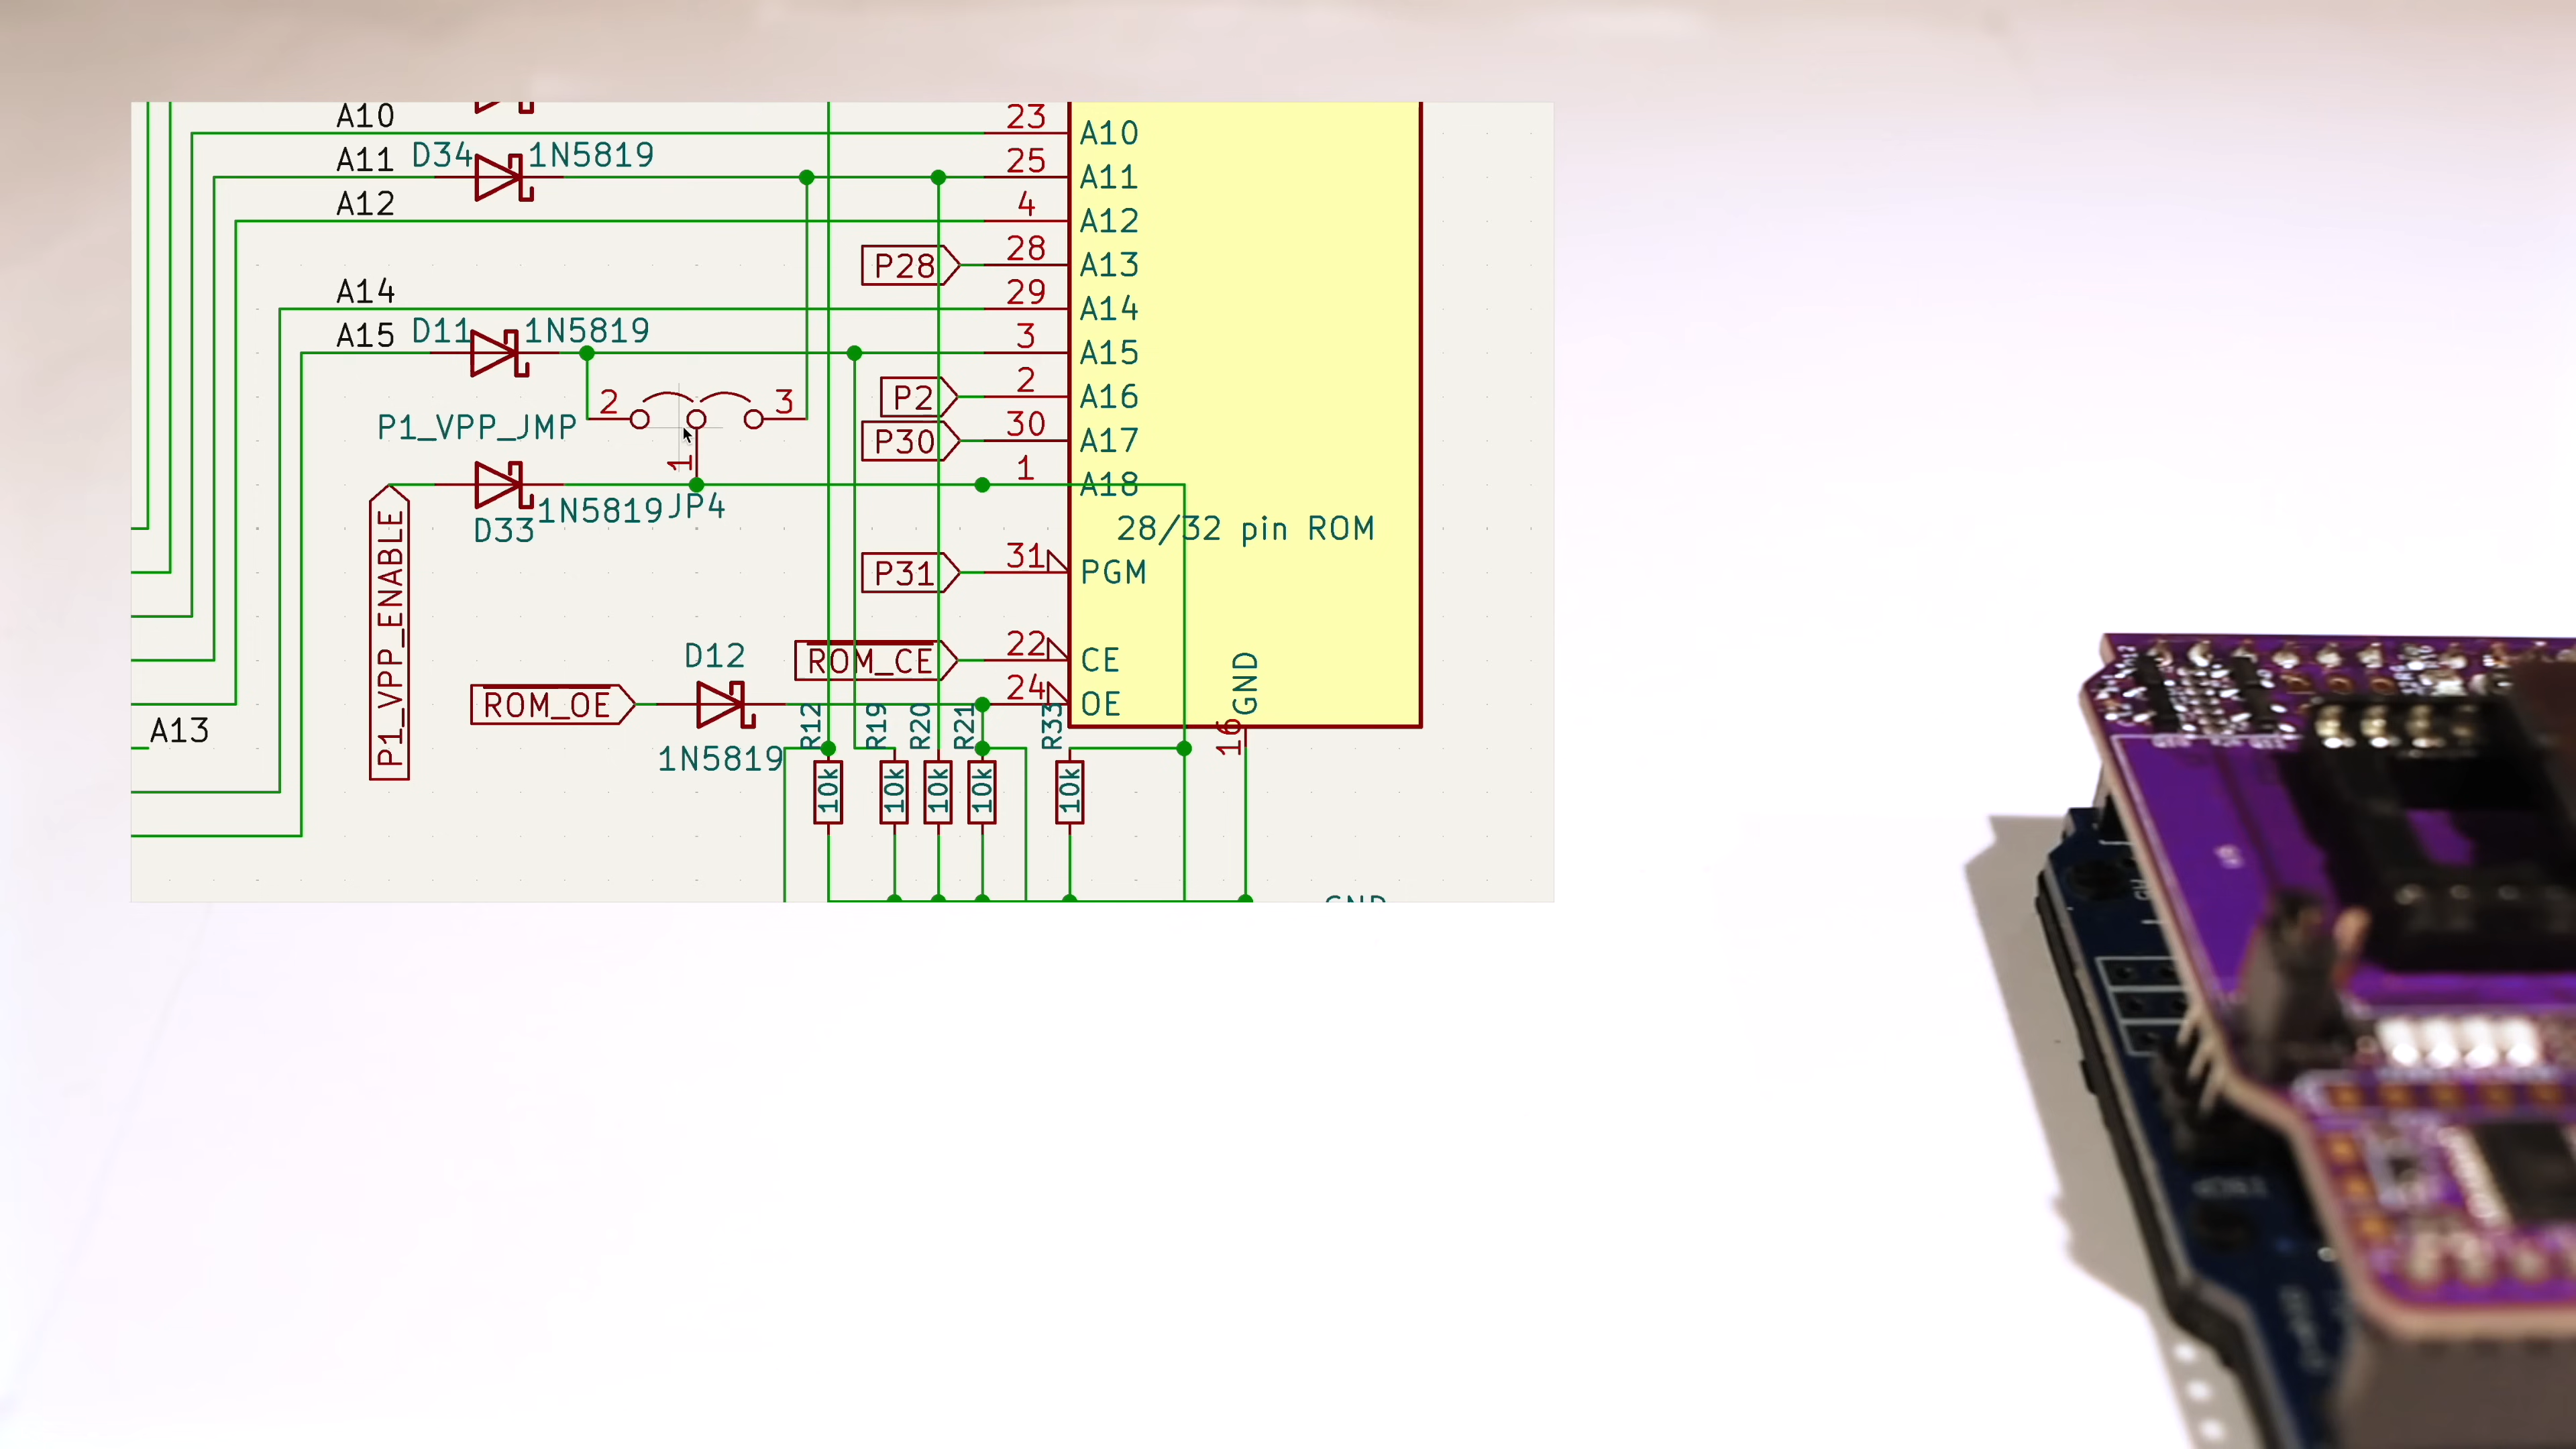 A10
23
A10
A11
D34
1N5819
25
A11
A12
4
A12
P28
28
A13
A14
29
A14
A15
D11
1N5819
3
A15
P1_VPP_JMP
2
3
1
P2
2
A16
P30
30
A17
1
A18
D33
1N5819
JP4
28/32 pin ROM
P1_VPP_ENABLE
P31
31
PGM
D12
ROM_CE
22
CE
ROM_OE
24
OE
GND
16
A13
1N5819
R12
R19
R20
R21
R33
10k
10k
10k
10k
10k
GND